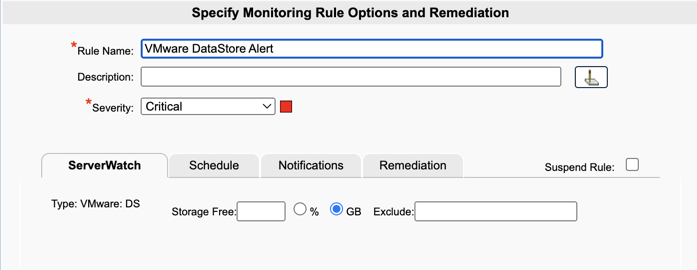 Specify Monitoring Rule Options and Remediation
*Rule Name: VMware DataStore Alert
Description:
*Severity: Critical
ServerWatch Schedule Notifications Remediation Suspend Rule:
Type: VMware: DS Storage Free: % GB Exclude: